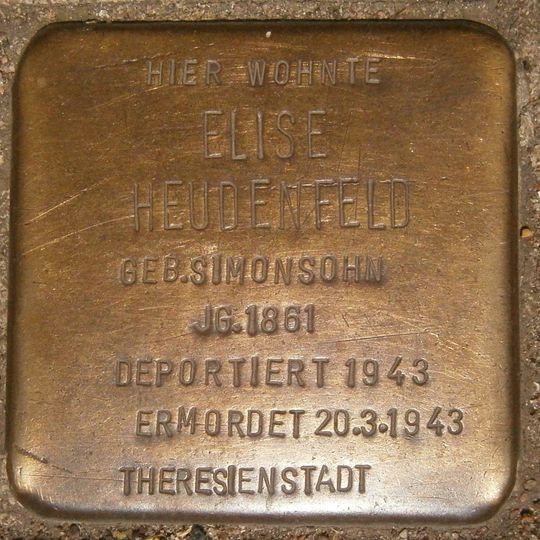 HIER WOHNTE
ELISE
HEUDENFELD
GEB.SIMONSOHN
JG.1861
DEPORTIERT 1943
ERMORDET 20.3.1943
THERESIENSTADT